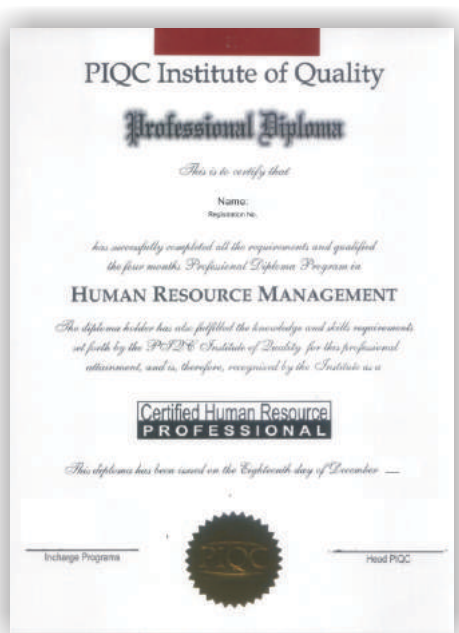 PIQC Institute of Quality
Professional Diploma
This is to certify that
Name:
Registration No.
has successfully completed all the requirements and qualified
the four months Professional Diploma Program in
HUMAN RESOURCE MANAGEMENT
The diploma holder has also fulfilled the knowledge and skills requirements
set forth by the PIQC Institute of Quality for this professional
attainment, and is, therefore, recognised by the Institute as a
Certified Human Resource
PROFESSIONAL
This diploma has been issued on the Eighteenth day of December
Incharge Programs
PIQC
Head PIQC